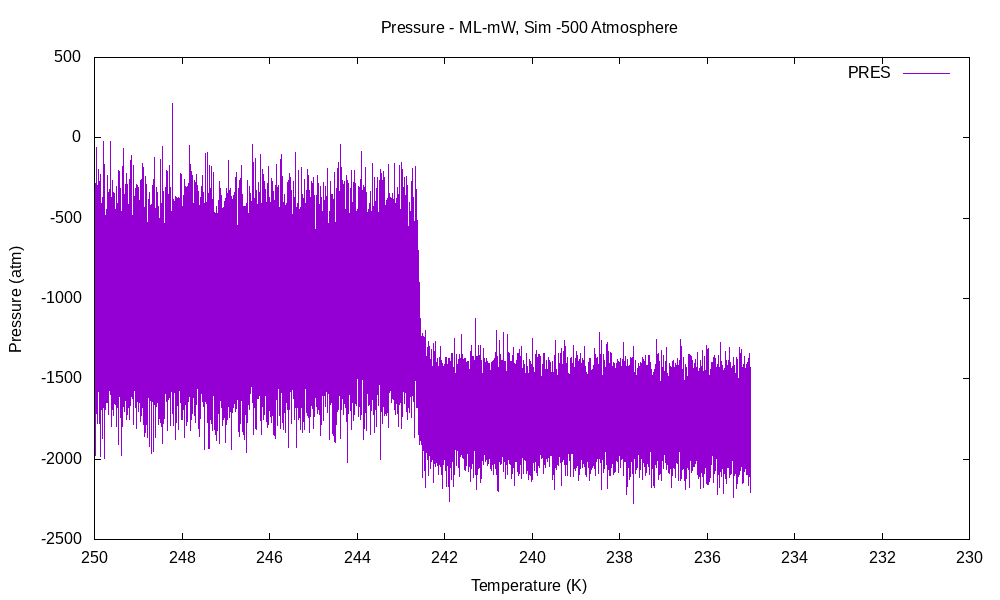 Pressure - ML-mW, Sim -500 Atmosphere
PRES
500
0
-500
-1000
-1500
-2000
-2500
Pressure (atm)
250 248 246 244 242 240 238 236 234 232 230
Temperature (K)